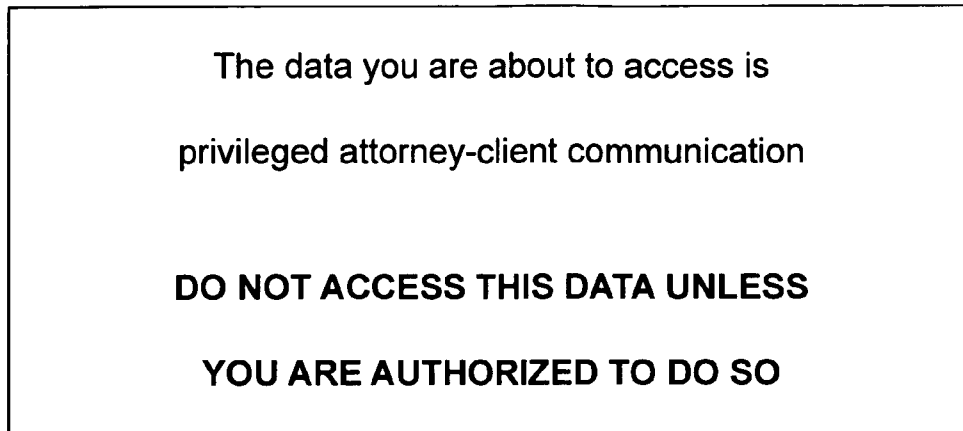 The data you are about to access is
privileged attorney-client communication
DO NOT ACCESS THIS DATA UNLESS
YOU ARE AUTHORIZED TO DO SO